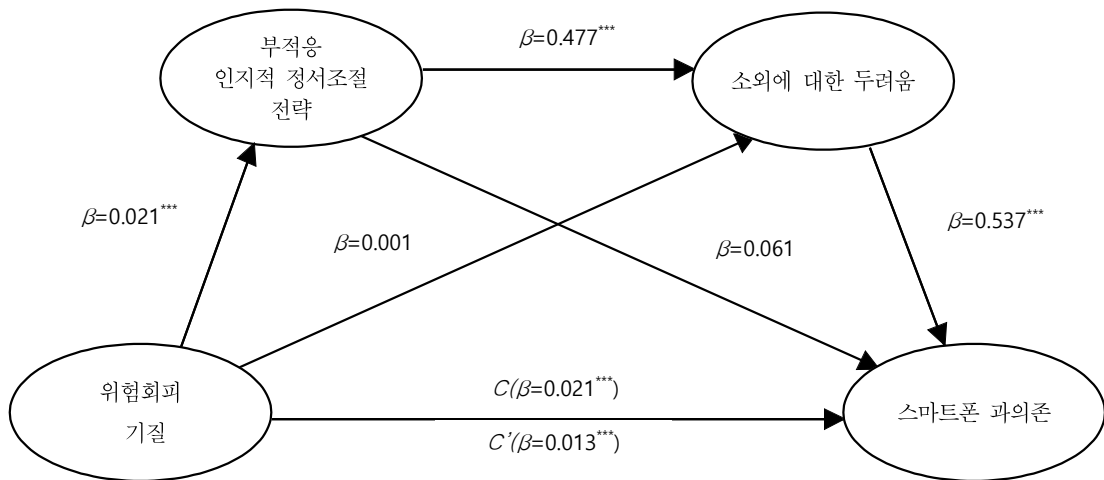 부적응
인지적 정서조절
전략
β=0.477***
소외에 대한 두려움
β=0.021***
β=0.001
β=0.061
β=0.537***
위험회피
기질
C(β=0.021***)
C’(β=0.013***)
스마트폰 과의존